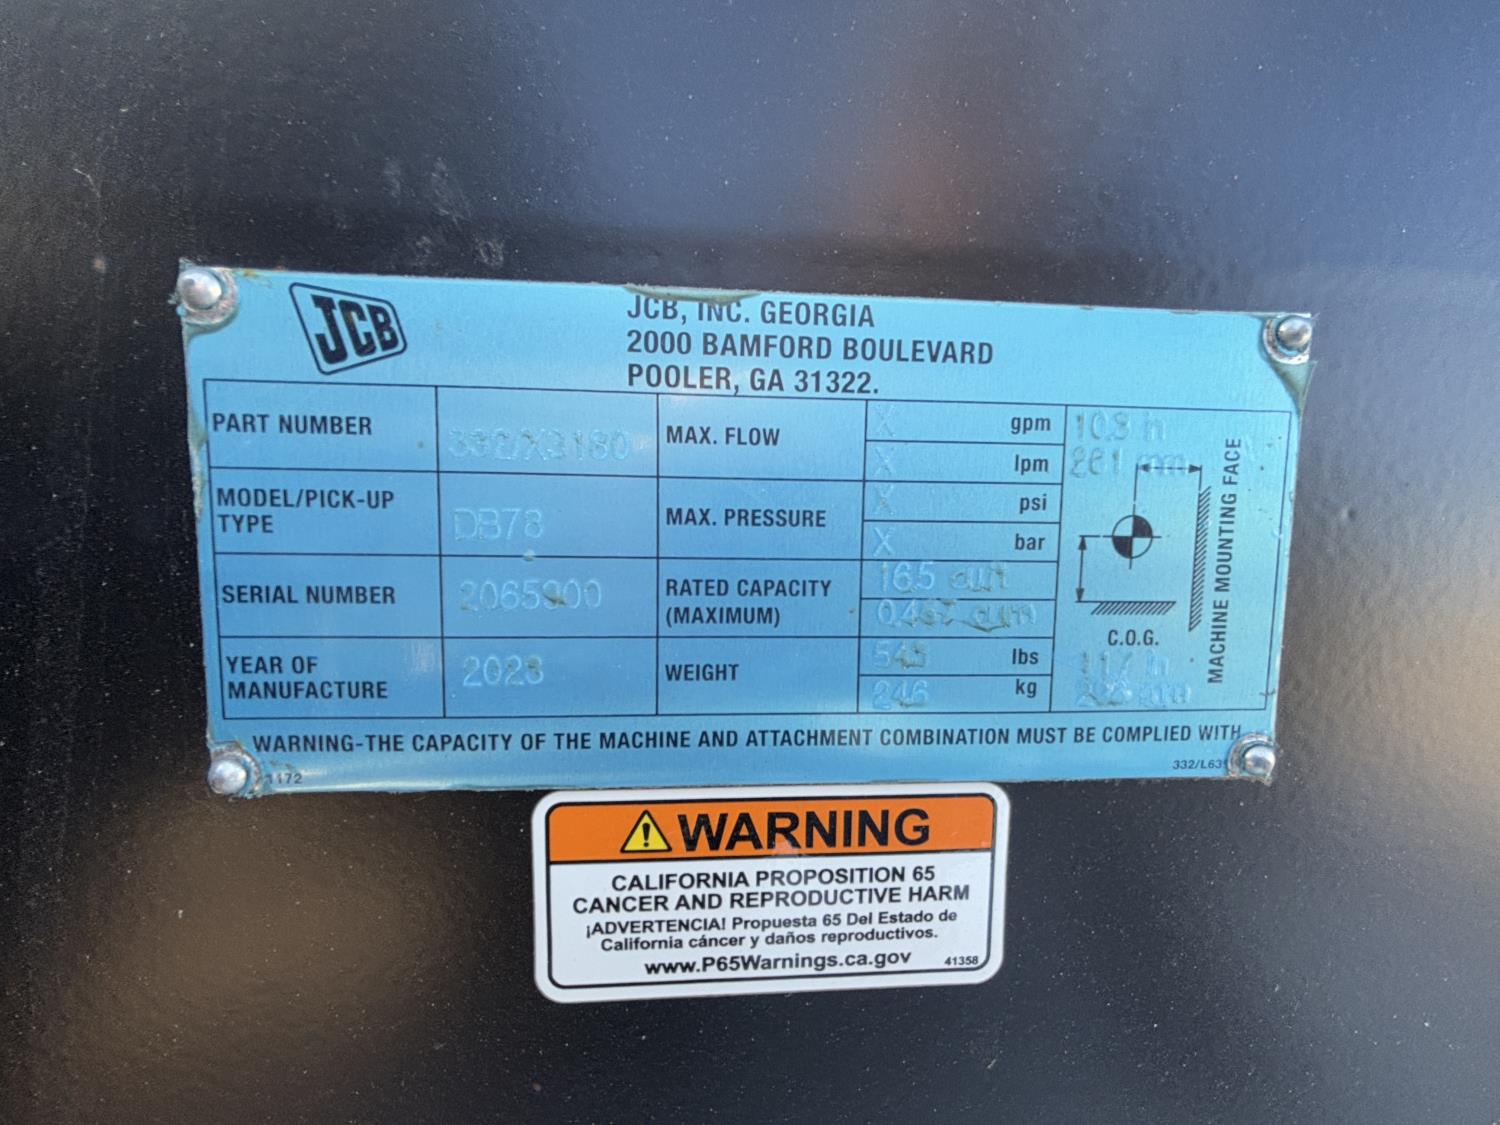 JCB
JCB, INC. GEORGIA
2000 BAMFORD BOULEVARD
POOLER, GA 31322.
PART NUMBER
MAX. FLOW
X gpm
X lpm
MODEL/PICK-UP
TYPE
DB78
MAX. PRESSURE
X psi
X bar
SERIAL NUMBER
2065900
RATED CAPACITY
(MAXIMUM)
16.5
YEAR OF
MANUFACTURE
2023
WEIGHT
lbs
246 kg
261 mm
C.O.G.
MACHINE MOUNTING FACE
WARNING-THE CAPACITY OF THE MACHINE AND ATTACHMENT COMBINATION MUST BE COMPLIED WITH
WARNING
CALIFORNIA PROPOSITION 65
CANCER AND REPRODUCTIVE HARM
¡ADVERTENCIA! Propuesta 65 Del Estado de
California cáncer y daños reproductivos.
www.P65Warnings.ca.gov 41358